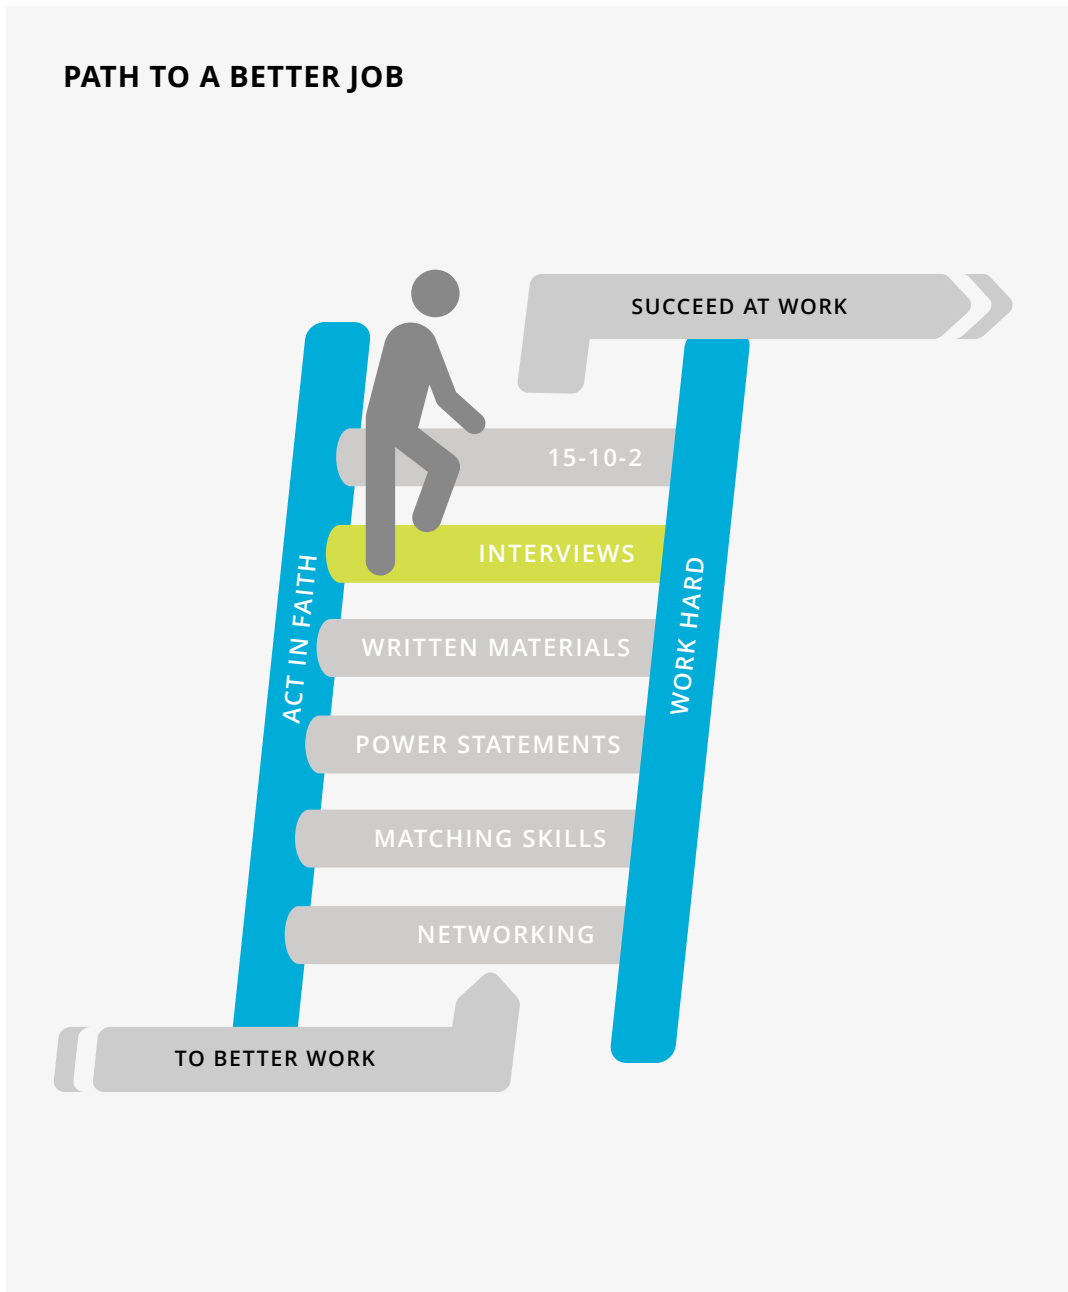 PATH TO A BETTER JOB
SUCCEED AT WORK
15-10-2
INTERVIEWS
WRITTEN MATERIALS
POWER STATEMENTS
MATCHING SKILLS
NETWORKING
ACT IN FAITH
WORK HARD
TO BETTER WORK